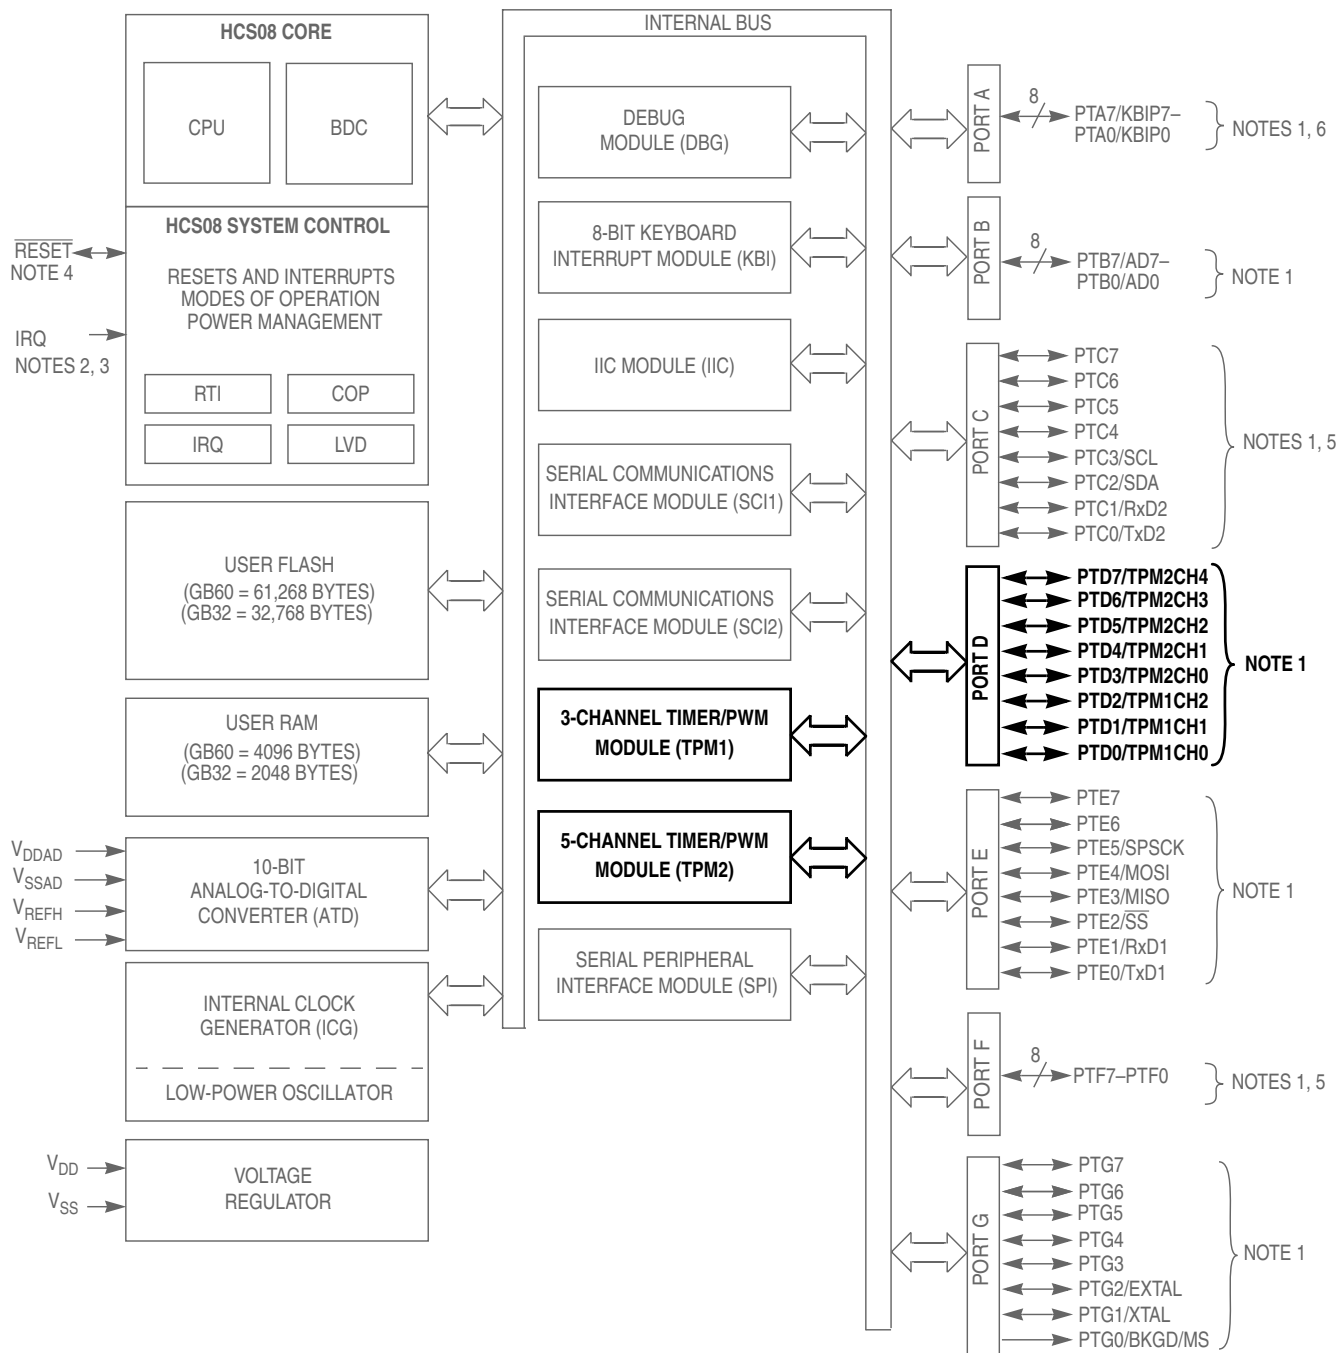 HCS08 CORE
CPU
BDC
HCS08 SYSTEM CONTROL
RESETS AND INTERRUPTS
MODES OF OPERATION
POWER MANAGEMENT
RTI
COP
IRQ
LVD
RESET
NOTE 4
IRQ
NOTES 2, 3
USER FLASH
(GB60 = 61,268 BYTES)
(GB32 = 32,768 BYTES)
USER RAM
(GB60 = 4096 BYTES)
(GB32 = 2048 BYTES)
VDDAD
VSSAD
VREFH
VREFL
10-BIT
ANALOG-TO-DIGITAL
CONVERTER (ATD)
INTERNAL CLOCK
GENERATOR (ICG)
LOW-POWER OSCILLATOR
VDD
VSS
VOLTAGE
REGULATOR
INTERNAL BUS
DEBUG
MODULE (DBG)
8-BIT KEYBOARD
INTERRUPT MODULE (KBI)
IIC MODULE (IIC)
SERIAL COMMUNICATIONS
INTERFACE MODULE (SCI1)
SERIAL COMMUNICATIONS
INTERFACE MODULE (SCI2)
3-CHANNEL TIMER/PWM
MODULE (TPM1)
5-CHANNEL TIMER/PWM
MODULE (TPM2)
SERIAL PERIPHERAL
INTERFACE MODULE (SPI)
PORT A
8
PTA7/KBIP7–
PTA0/KBIP0
NOTES 1, 6
PORT B
8
PTB7/AD7–
PTB0/AD0
NOTE 1
PORT C
PTC7
PTC6
PTC5
PTC4
PTC3/SCL
PTC2/SDA
PTC1/RxD2
PTC0/TxD2
NOTES 1, 5
PORT D
PTD7/TPM2CH4
PTD6/TPM2CH3
PTD5/TPM2CH2
PTD4/TPM2CH1
PTD3/TPM2CH0
PTD2/TPM1CH2
PTD1/TPM1CH1
PTD0/TPM1CH0
NOTE 1
PORT E
PTE7
PTE6
PTE5/SPSCK
PTE4/MOSI
PTE3/MISO
PTE2/SS
PTE1/RxD1
PTE0/TxD1
NOTE 1
PORT F
8
PTF7–PTF0
NOTES 1, 5
PORT G
PTG7
PTG6
PTG5
PTG4
PTG3
PTG2/EXTAL
PTG1/XTAL
PTG0/BKGD/MS
NOTE 1